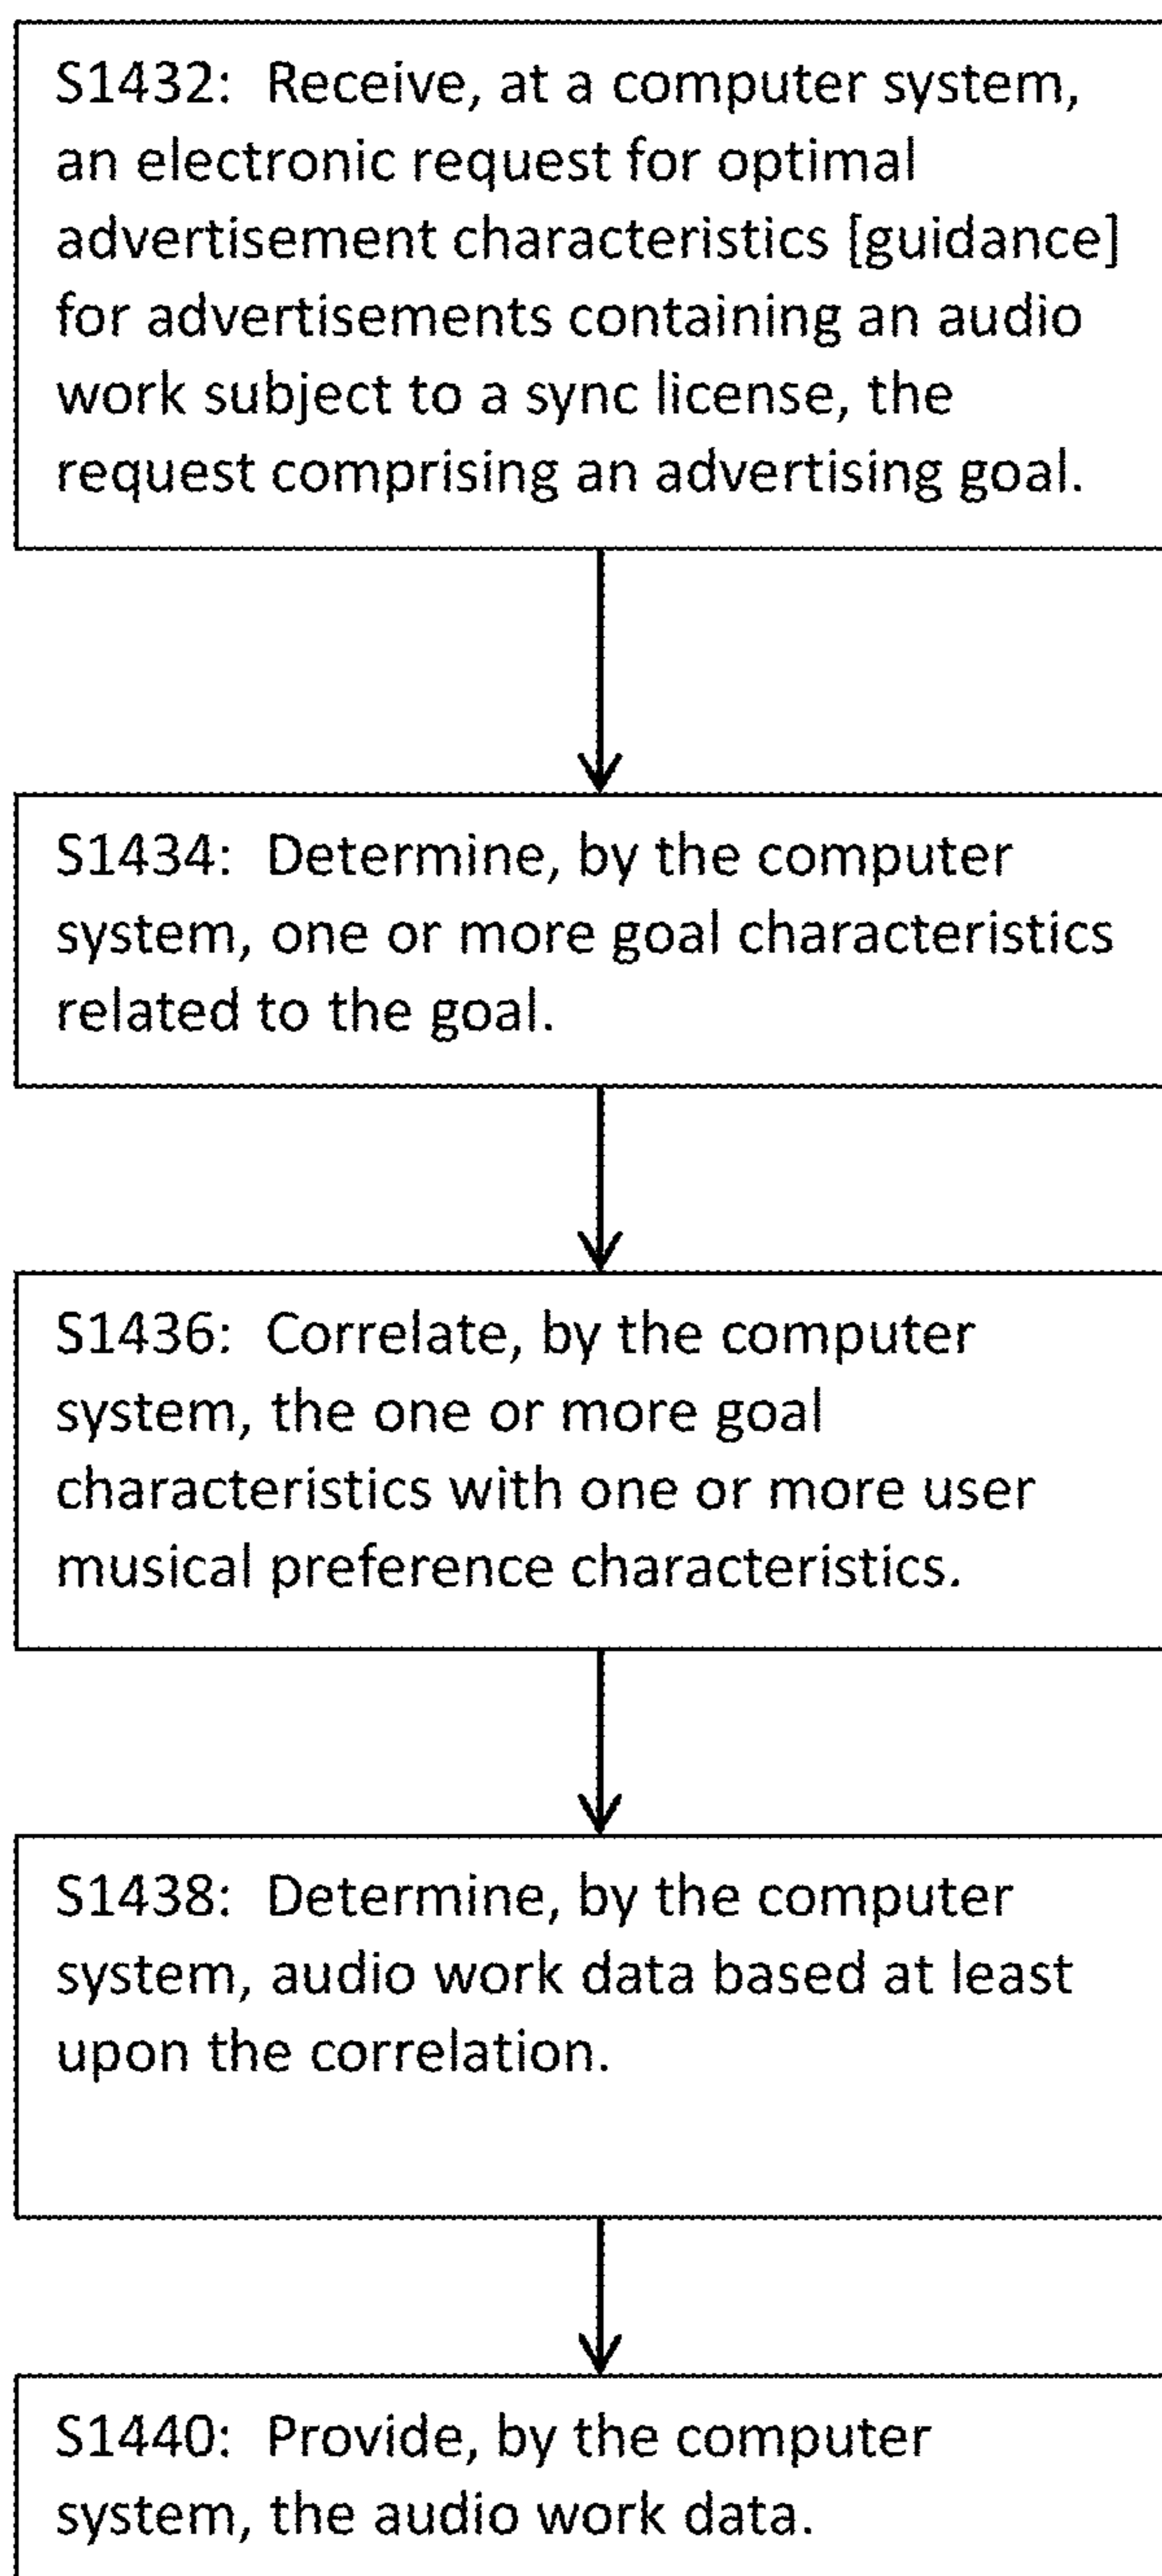 S1432: Receive, at a computer system,
an electronic request for optimal
advertisement characteristics [guidance]
for advertisements containing an audio
work subject to a sync license, the
request comprising an advertising goal.
S1434: Determine, by the computer
system, one or more goal characteristics
related to the goal.
S1436: Correlate, by the computer
system, the one or more goal
characteristics with one or more user
musical preference characteristics.
S1438: Determine, by the computer
system, audio work data based at least
upon the correlation.
S1440: Provide, by the computer
system, the audio work data.